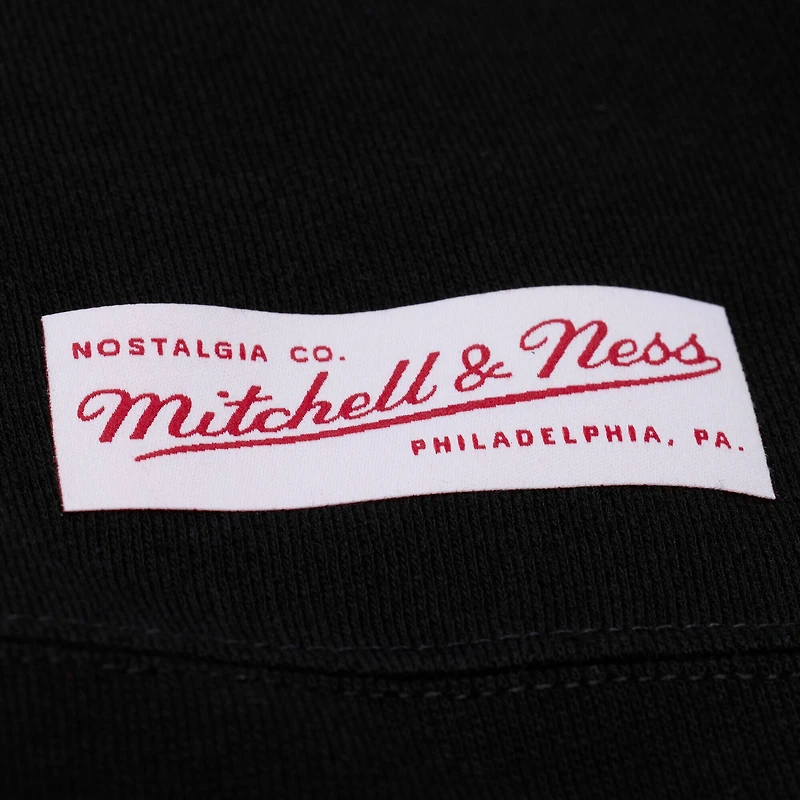 NOSTALGIA CO.
Mitchell & Ness
PHILADELPHIA, PA.